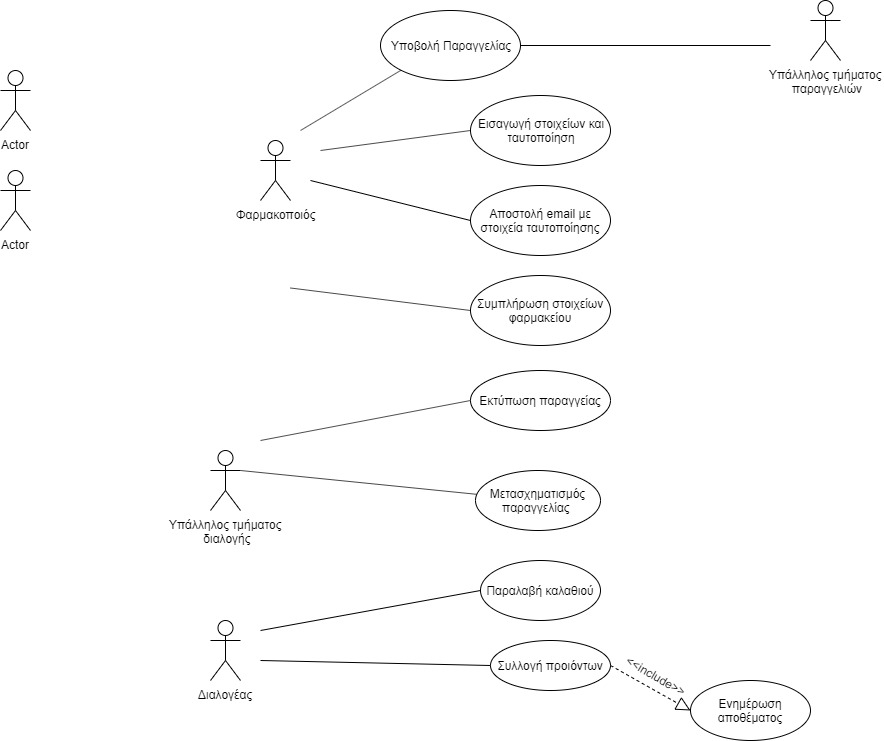 Υποβολή Παραγγελίας
Υπάλληλος τμήματος
παραγγελιών
Actor
Εισαγωγή στοιχείων και
ταυτοποίηση
Φαρμακοποιός
Αποστολή email με
στοιχεία ταυτοποίησης
Actor
Συμπλήρωση στοιχείων
φαρμακείου
Εκτύπωση παραγγείας
Μετασχηματισμός
παραγγελίας
Υπάλληλος τμήματος
διαλογής
Παραλαβή καλαθιού
Συλλογή προιόντων
<<include>>
Διαλογέας
Ενημέρωση
αποθέματος